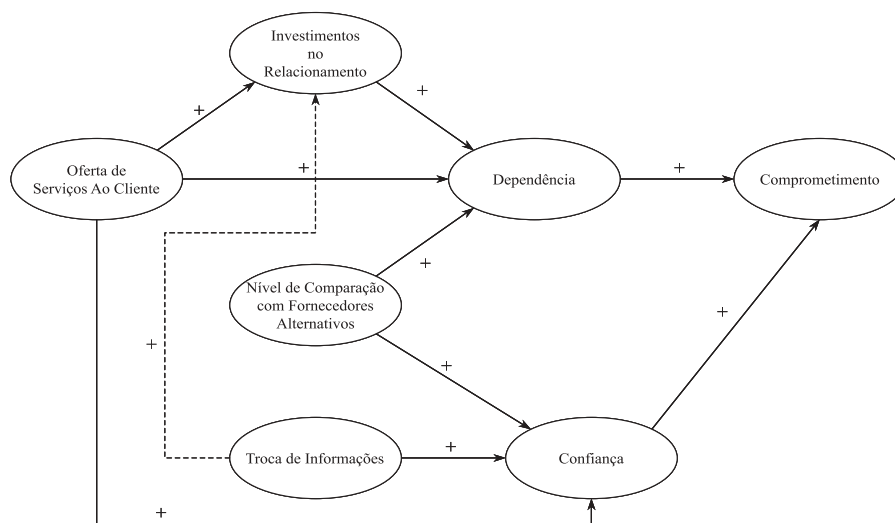 Investimentos
no
Relacionamento
+
+
Oferta de
Serviços Ao Cliente
+
Dependência
+
Comprometimento
+
Nível de Comparação
com Fornecedores
Alternativos
+
+
+
Troca de Informações
+
Confiança
+